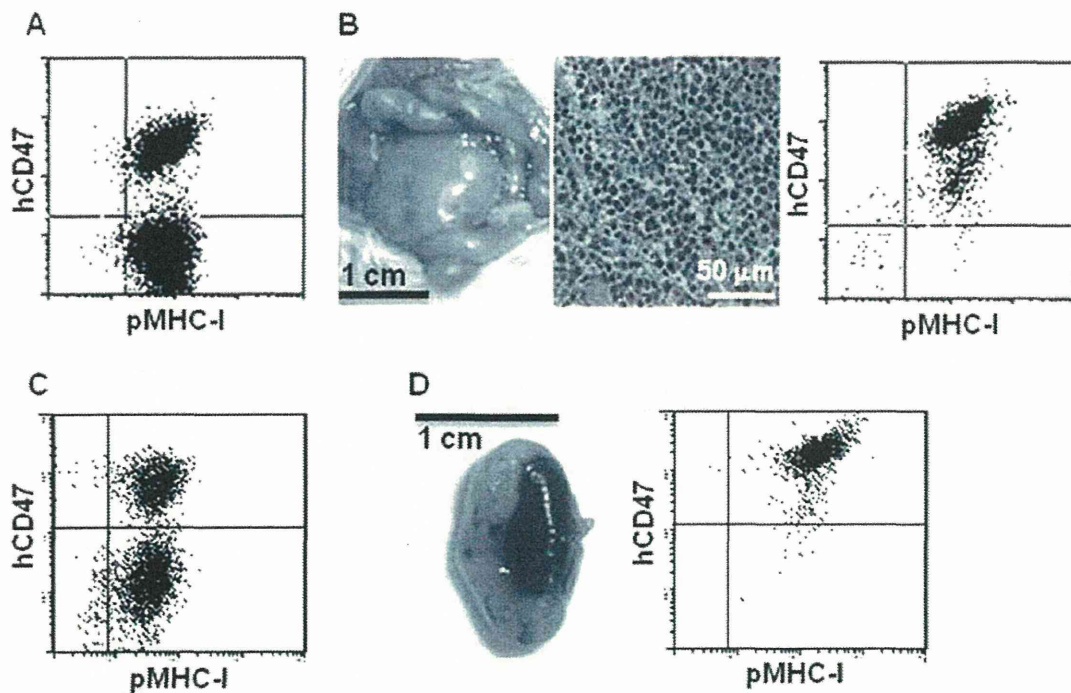 A
B
hCD47
pMHC-I
1 cm
50 µm
hCD47
pMHC-I
C
D
hCD47
pMHC-I
1 cm
hCD47
pMHC-I